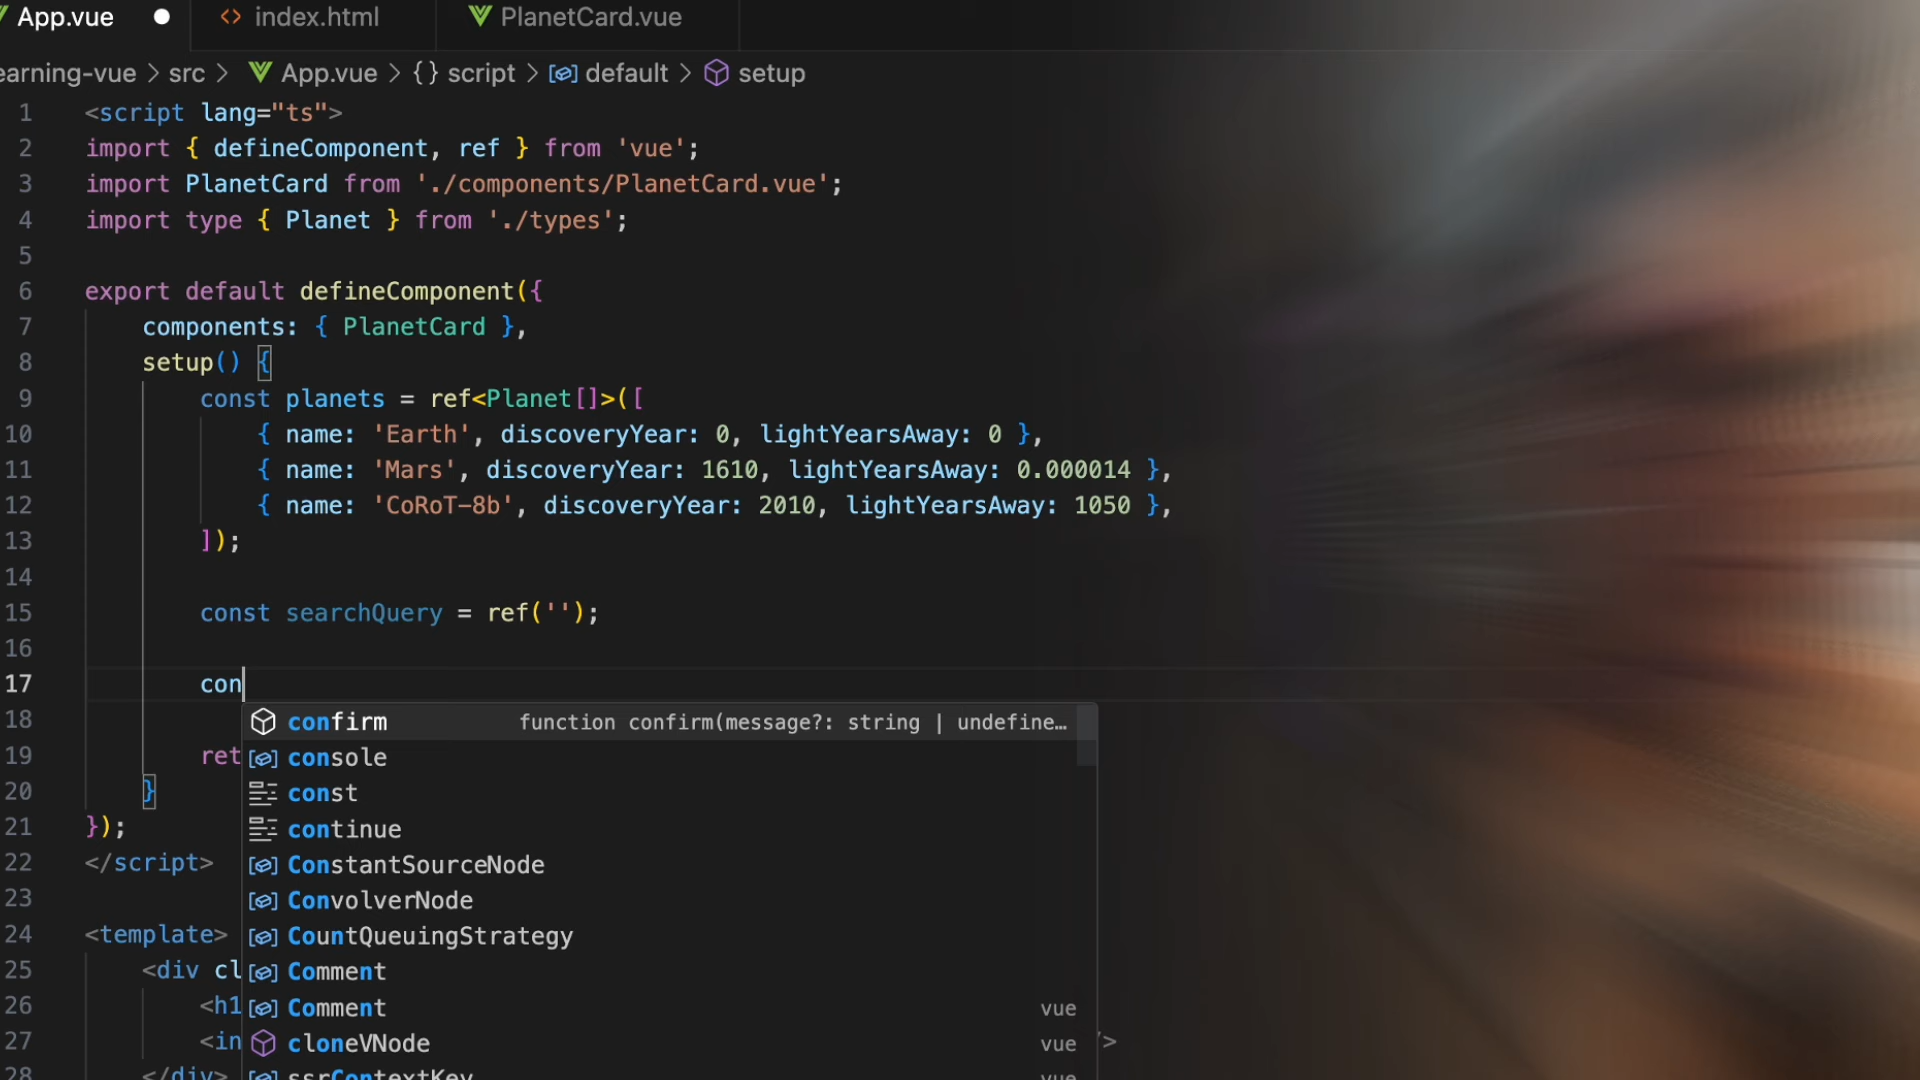 App.vue index.html PlanetCard.vue
earning-vue > src > App.vue > {} script > default > setup
1 <script lang="ts">
2 import { defineComponent, ref } from 'vue';
3 import PlanetCard from './components/PlanetCard.vue';
4 import type { Planet } from './types';
5
6 export default defineComponent({
7 components: { PlanetCard },
8 setup() {
9 const planets = ref<Planet[]>([
10 { name: 'Earth', discoveryYear: 0, lightYearsAway: 0 },
11 { name: 'Mars', discoveryYear: 1610, lightYearsAway: 0.000014 },
12 { name: 'CoRoT-8b', discoveryYear: 2010, lightYearsAway: 1050 },
13 ]);
14
15 const searchQuery = ref('');
16
17 con
18 confirm function confirm(message?: string | undefine…
19 ret console
20 } const
21 }); continue
22 </script> ConstantSourceNode
23 ConvolverNode
24 <template> CountQueuingStrategy
25 <div cl Comment
26 <h1 Comment vue
27 <in cloneVNode vue />
28 </div> ssrContextKey vue